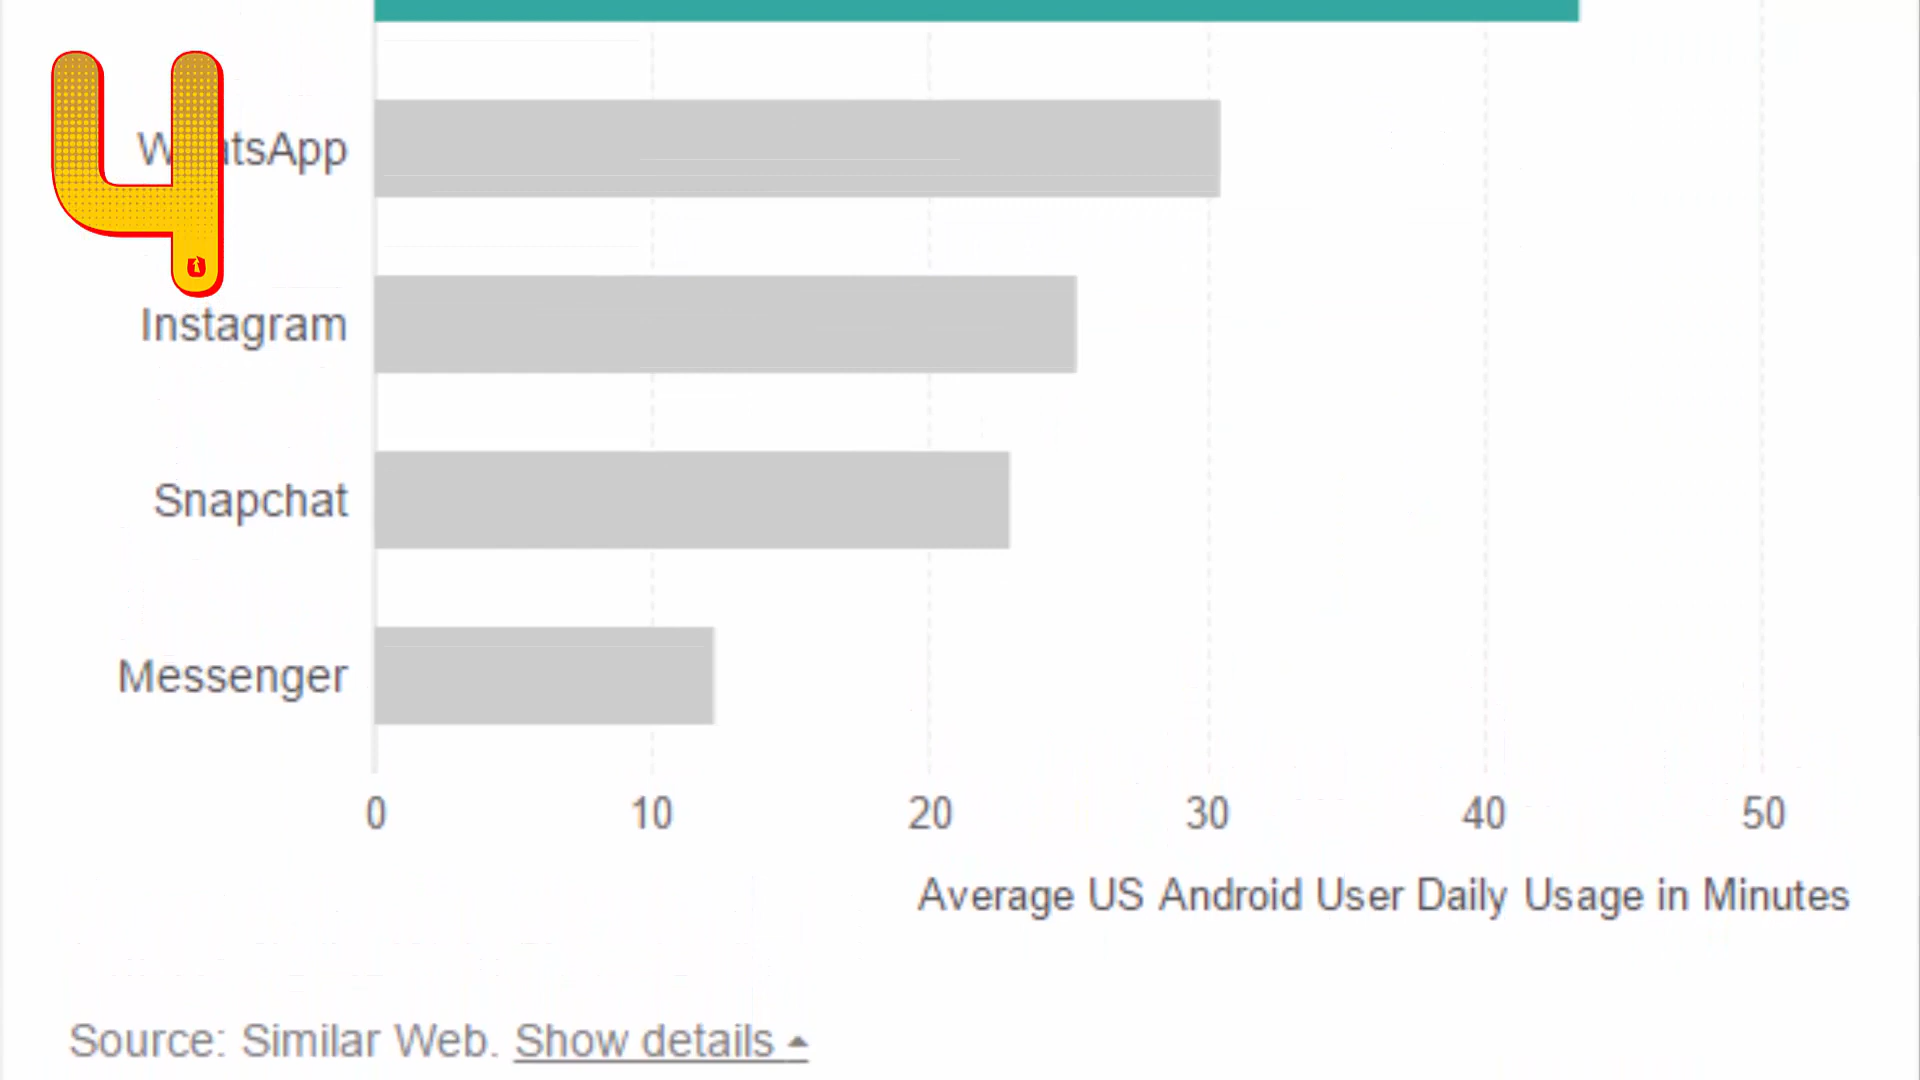 4
WhatsApp
Instagram
Snapchat
Messenger
0 10 20 30 40 50
Average US Android User Daily Usage in Minutes
Source: Similar Web. Show details